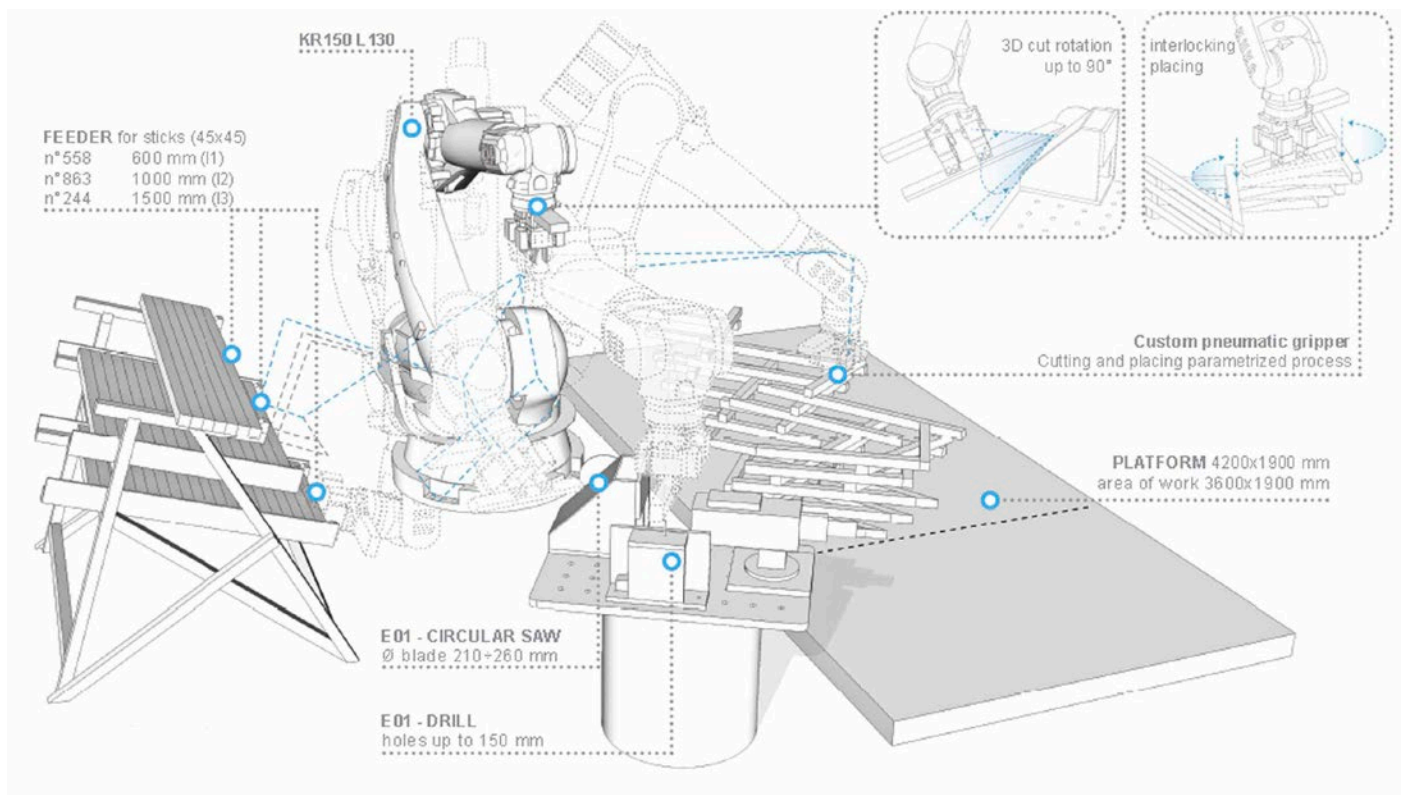 KR150 L130
3D cut rotation
up to 90°
interlocking
placing
FEEDER for sticks (45x45)
n°558 600 mm (l1)
n°863 1000 mm (l2)
n°244 1500 mm (l3)
Custom pneumatic gripper
Cutting and placing parametrized process
PLATFORM 4200x1900 mm
area of work 3600x1900 mm
E01 - CIRCULAR SAW
Ø blade 210÷260 mm
E01 - DRILL
holes up to 150 mm